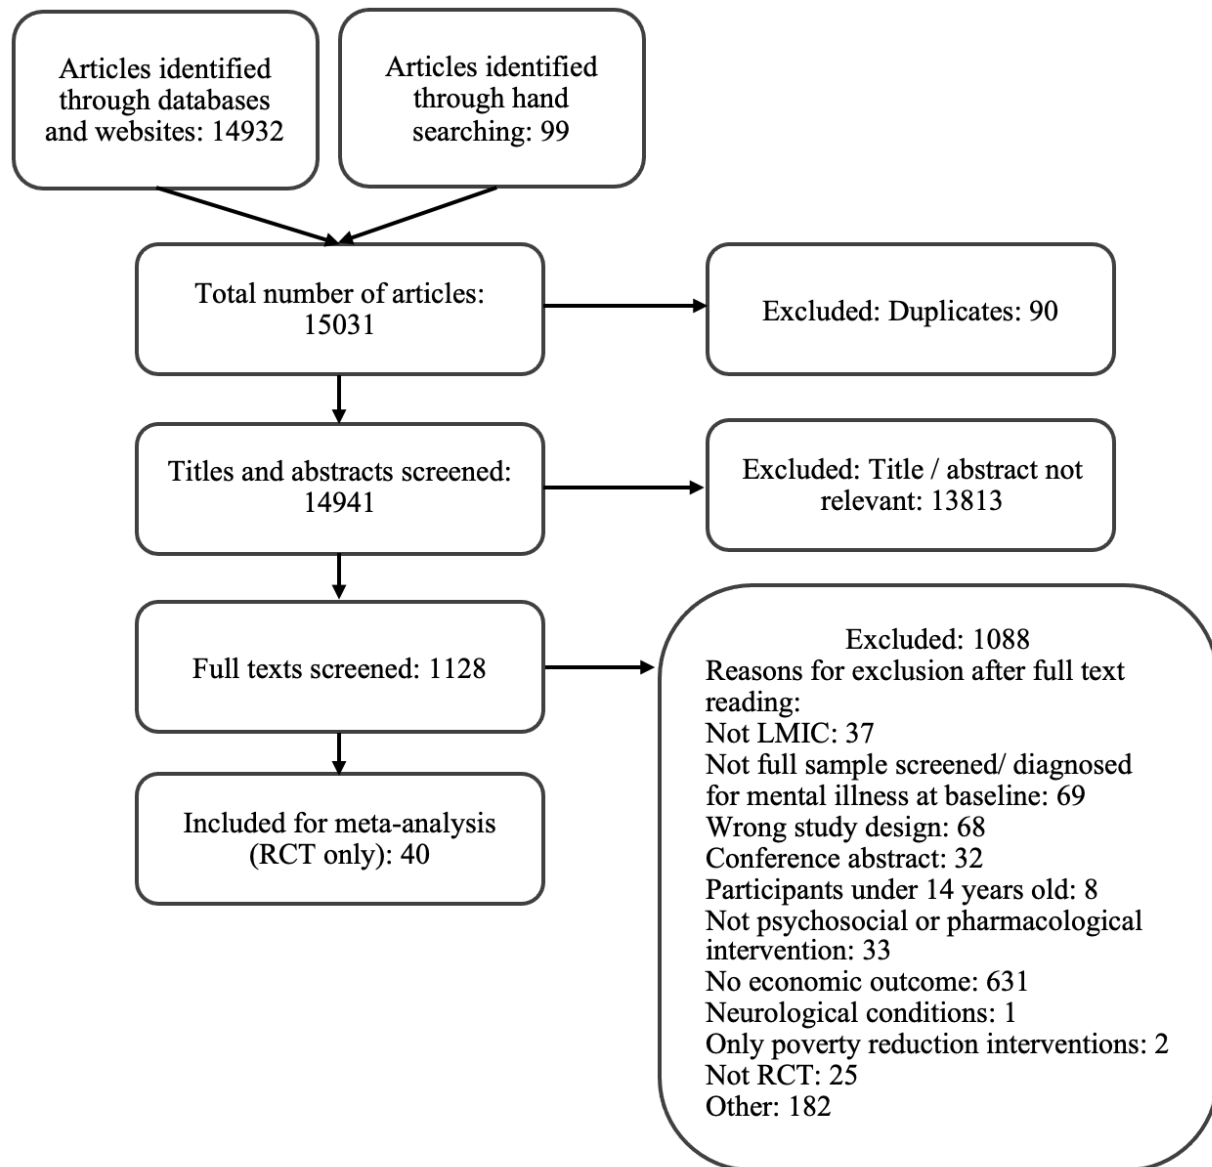 Articles identified
through databases
and websites: 14932
Articles identified
through hand
searching: 99
Total number of articles:
15031
Excluded: Duplicates: 90
Titles and abstracts screened:
14941
Excluded: Title / abstract not
relevant: 13813
Full texts screened: 1128
Excluded: 1088
Reasons for exclusion after full text
reading:
Not LMIC: 37
Not full sample screened/ diagnosed
for mental illness at baseline: 69
Wrong study design: 68
Conference abstract: 32
Participants under 14 years old: 8
Not psychosocial or pharmacological
intervention: 33
No economic outcome: 631
Neurological conditions: 1
Only poverty reduction interventions: 2
Not RCT: 25
Other: 182
Included for meta-analysis
(RCT only): 40